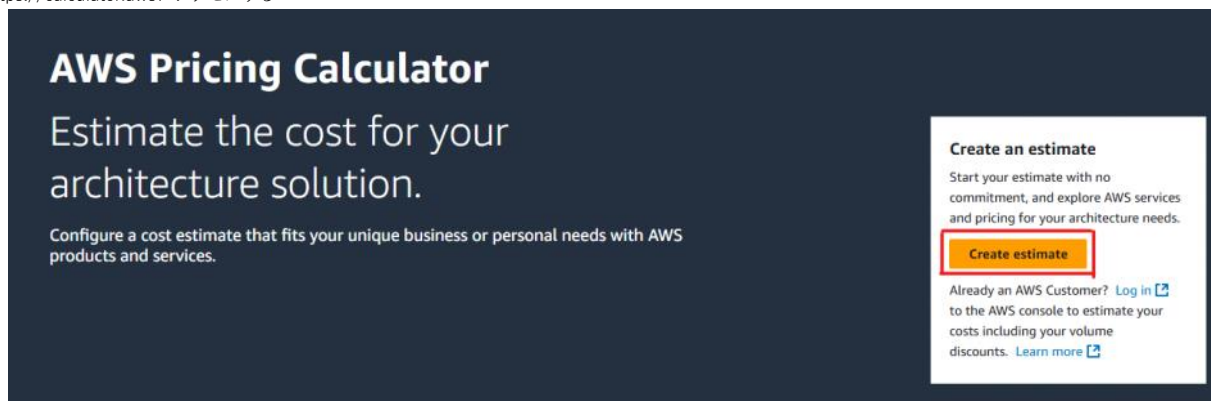 AWS Pricing Calculator
Estimate the cost for your
architecture solution.
Configure a cost estimate that fits your unique business or personal needs with AWS
products and services.
Create an estimate
Start your estimate with no
commitment, and explore AWS services
and pricing for your architecture needs.
Create estimate
Already an AWS Customer? Log in
to the AWS console to estimate your
costs including your volume
discounts. Learn more